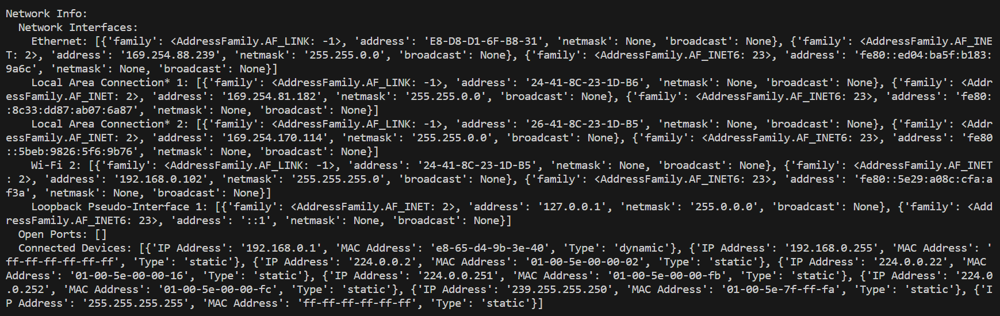 Network Info:
  Network Interfaces:
    Ethernet: [{'family': <AddressFamily.AF_LINK: -1>, 'address': 'E8-D8-D1-6F-B8-31', 'netmask': None, 'broadcast': None}, {'family': <AddressFamily.AF_INE
T: 2>, 'address': '169.254.88.239', 'netmask': '255.255.0.0', 'broadcast': None}, {'family': <AddressFamily.AF_INET6: 23>, 'address': 'fe80::ed04:ba5f:b183:
9a6c', 'netmask': None, 'broadcast': None}]
    Local Area Connection* 1: [{'family': <AddressFamily.AF_LINK: -1>, 'address': '24-41-8C-23-1D-B6', 'netmask': None, 'broadcast': None}, {'family': <Addr
essFamily.AF_INET: 2>, 'address': '169.254.81.182', 'netmask': '255.255.0.0', 'broadcast': None}, {'family': <AddressFamily.AF_INET6: 23>, 'address': 'fe80:
:8c33:dd87:ab07:6a87', 'netmask': None, 'broadcast': None}]
    Local Area Connection* 2: [{'family': <AddressFamily.AF_LINK: -1>, 'address': '26-41-8C-23-1D-B5', 'netmask': None, 'broadcast': None}, {'family': <Addr
essFamily.AF_INET: 2>, 'address': '169.254.170.114', 'netmask': '255.255.0.0', 'broadcast': None}, {'family': <AddressFamily.AF_INET6: 23>, 'address': 'fe80
::5beb:9826:5f6:9b76', 'netmask': None, 'broadcast': None}]
    Wi-Fi 2: [{'family': <AddressFamily.AF_LINK: -1>, 'address': '24-41-8C-23-1D-B5', 'netmask': None, 'broadcast': None}, {'family': <AddressFamily.AF_INET
: 2>, 'address': '192.168.0.102', 'netmask': '255.255.255.0', 'broadcast': None}, {'family': <AddressFamily.AF_INET6: 23>, 'address': 'fe80::5e29:a08c:cfa:a
f3a', 'netmask': None, 'broadcast': None}]
    Loopback Pseudo-Interface 1: [{'family': <AddressFamily.AF_INET: 2>, 'address': '127.0.0.1', 'netmask': '255.0.0.0', 'broadcast': None}, {'family': <Add
ressFamily.AF_INET6: 23>, 'address': '::1', 'netmask': None, 'broadcast': None}]
  Open Ports: []
  Connected Devices: [{'IP Address': '192.168.0.1', 'MAC Address': 'e8-65-d4-9b-3e-40', 'Type': 'dynamic'}, {'IP Address': '192.168.0.255', 'MAC Address': '
ff-ff-ff-ff-ff-ff', 'Type': 'static'}, {'IP Address': '224.0.0.2', 'MAC Address': '01-00-5e-00-00-02', 'Type': 'static'}, {'IP Address': '224.0.0.22', 'MAC 
Address': '01-00-5e-00-00-16', 'Type': 'static'}, {'IP Address': '224.0.0.251', 'MAC Address': '01-00-5e-00-00-fb', 'Type': 'static'}, {'IP Address': '224.0
.0.252', 'MAC Address': '01-00-5e-00-00-fc', 'Type': 'static'}, {'IP Address': '239.255.255.250', 'MAC Address': '01-00-5e-7f-ff-fa', 'Type': 'static'}, {'I
P Address': '255.255.255.255', 'MAC Address': 'ff-ff-ff-ff-ff-ff', 'Type': 'static'}]